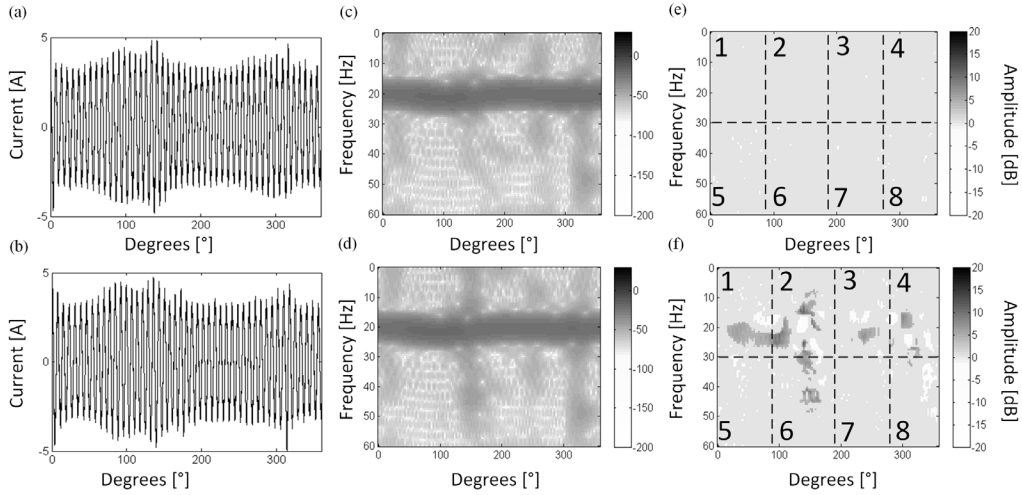 (a)
5
0
-5
Current [A]
0 100 200 300
Degrees [°]
(c)
0
10
20
30
40
50
60
Frequency [Hz]
0 100 200 300
Degrees [°]
0
-50
-100
-150
-200
(e)
0
10
20
30
40
50
60
Frequency [Hz]
1 2 3 4
5 6 7 8
0 100 200 300
Degrees [°]
20
15
10
5
0
-5
-10
-15
-20
Amplitude [dB]
(b)
5
0
-5
Current [A]
0 100 200 300
Degrees [°]
(d)
0
10
20
30
40
50
60
Frequency [Hz]
0 100 200 300
Degrees [°]
0
-50
-100
-150
-200
(f)
0
10
20
30
40
50
60
Frequency [Hz]
1 2 3 4
5 6 7 8
0 100 200 300
Degrees [°]
20
15
10
5
0
-5
-10
-15
-20
Amplitude [dB]